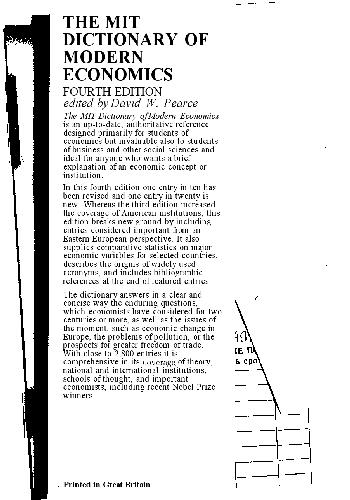 THE MIT
DICTIONARY OF
MODERN
ECONOMICS
FOURTH EDITION
edited by David W. Pearce
The MIT Dictionary of Modern Economics
is an up-to-date, authoritative reference
designed primarily for students of
economics but invaluable also to students
of business and other social sciences and
ideal for anyone who wants a brief
explanation of an economic concept or
institution.
In this fourth edition one entry in ten has
been revised and one entry in twenty is
new. Whereas the third edition increased
the coverage of American institutions, this
edition breaks new ground by including
entries considered important from an
Eastern European perspective. It also
supplies comparative statistics on major
economic variables for selected countries,
describes the origins of widely used
acronyms, and includes bibliographic
references at the end of featured entries.
The dictionary answers in a clear and
concise way the enduring questions,
which economists have considered for two
centuries or more, as well as the issues of
the moment, such as economic change in
Europe, the problems of pollution, or the
prospects for greater freedom of trade.
With close to 2,800 entries it is
comprehensive in its coverage of theory,
national and international institutions,
schools of thought, and important
economists, including recent Nobel Prize
winners.
Printed in Great Britain